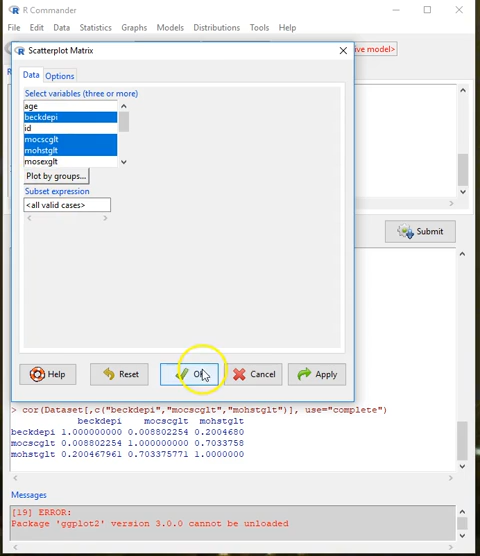 R Commander
File Edit Data Statistics Graphs Models Distributions Tools Help
Scatterplot Matrix
ive model>
Data Options
Select variables (three or more)
age
beckdepi
id
mocscglt
mohstglt
mosexglt
Plot by groups...
Subset expression
<all valid cases>
Submit
Help Reset OK Cancel Apply
> cor(Dataset[,c("beckdepi","mocscglt","mohstglt")], use="complete")
beckdepi mocscglt mohstglt
beckdepi 1.000000000 0.008802254 0.2004680
mocscglt 0.008802254 1.000000000 0.7033758
mohstglt 0.200467961 0.703375771 1.0000000
Messages
[19] ERROR:
Package 'ggplot2' version 3.0.0 cannot be unloaded